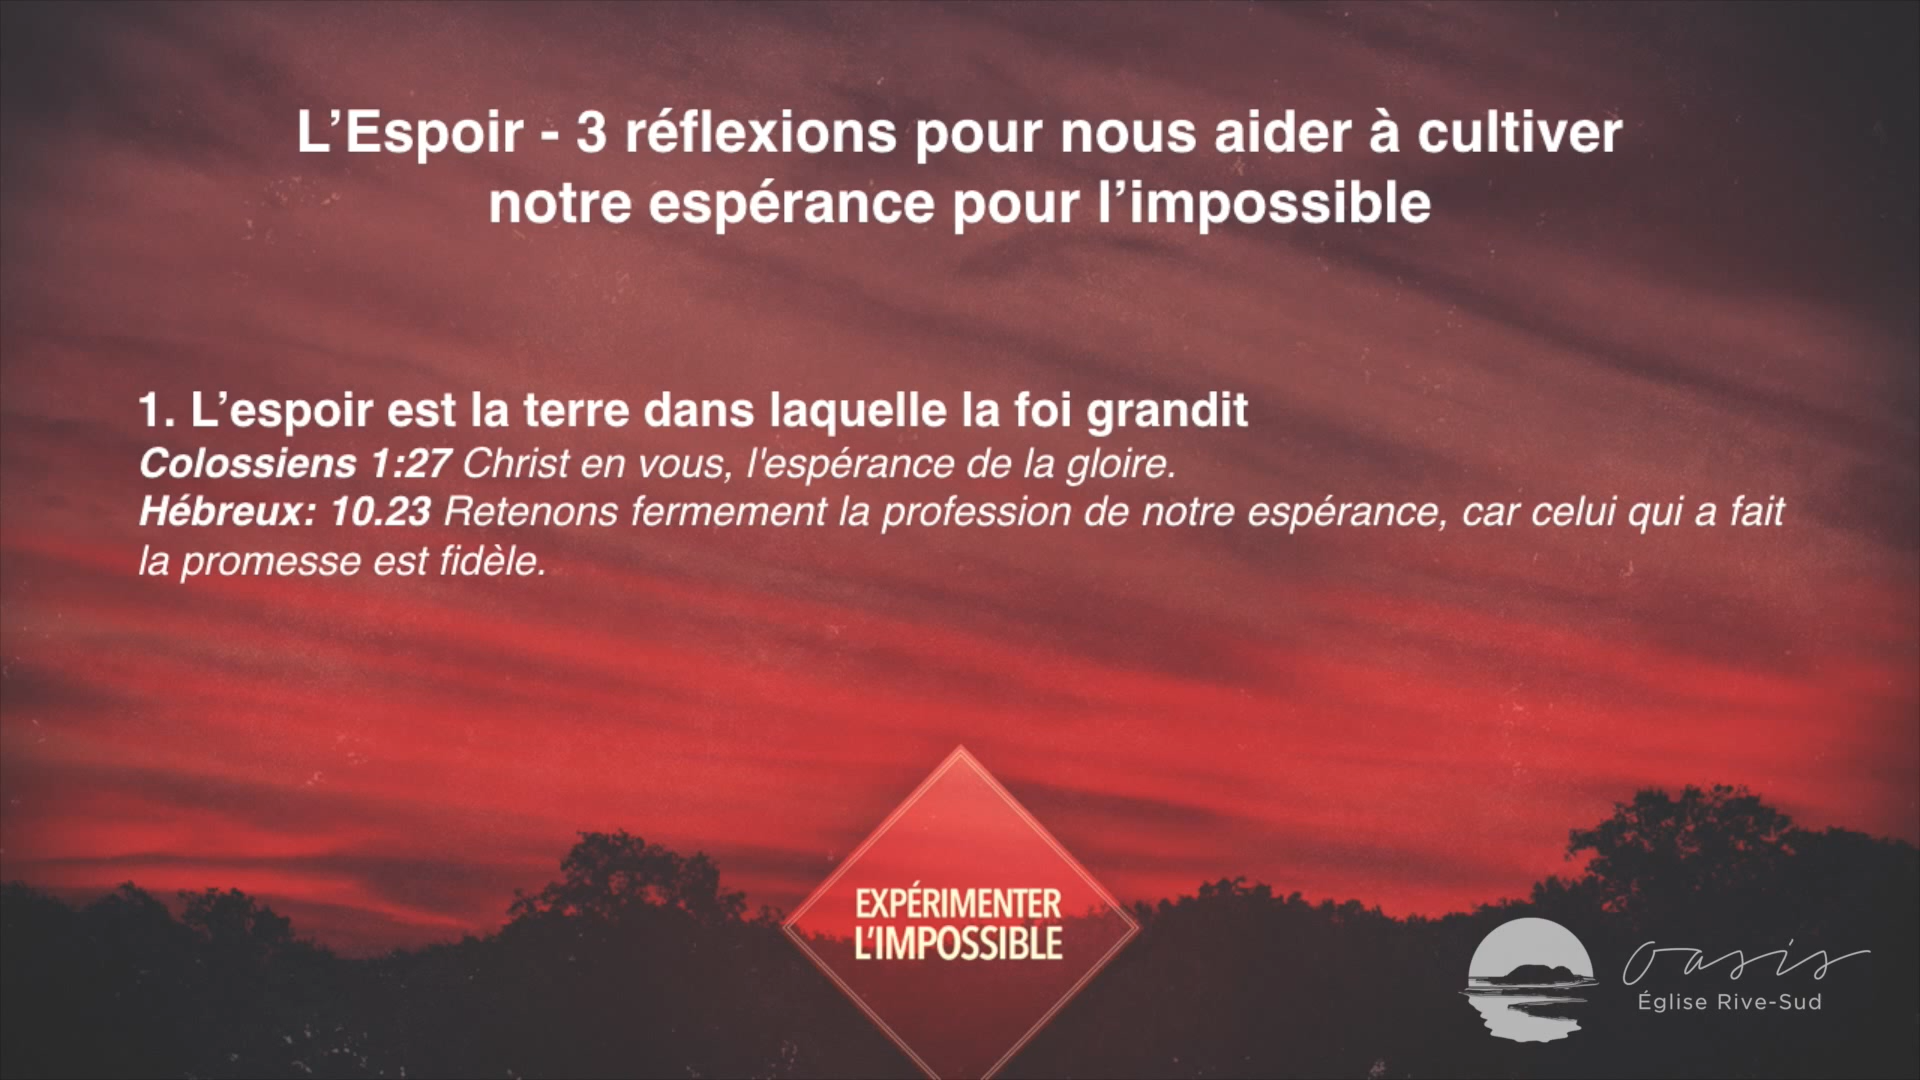 L’Espoir - 3 réflexions pour nous aider à cultiver
notre espérance pour l’impossible
1. L’espoir est la terre dans laquelle la foi grandit
Colossiens 1:27 Christ en vous, l'espérance de la gloire.
Hébreux: 10.23 Retenons fermement la profession de notre espérance, car celui qui a fait
la promesse est fidèle.
EXPÉRIMENTER
L’IMPOSSIBLE
oasis
Église Rive-Sud